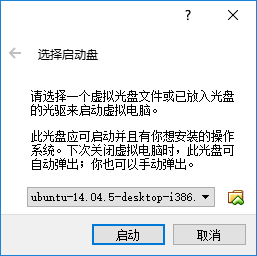 ?
选择启动盘
请选择一个虚拟光盘文件或已放入光盘
的光驱来启动虚拟电脑。
此光盘应可启动并且有你想安装的操作
系统。下次关闭虚拟电脑时，此光盘可
自动弹出；你也可以手动弹出。
ubuntu-14.04.5-desktop-i386.
启动 取消